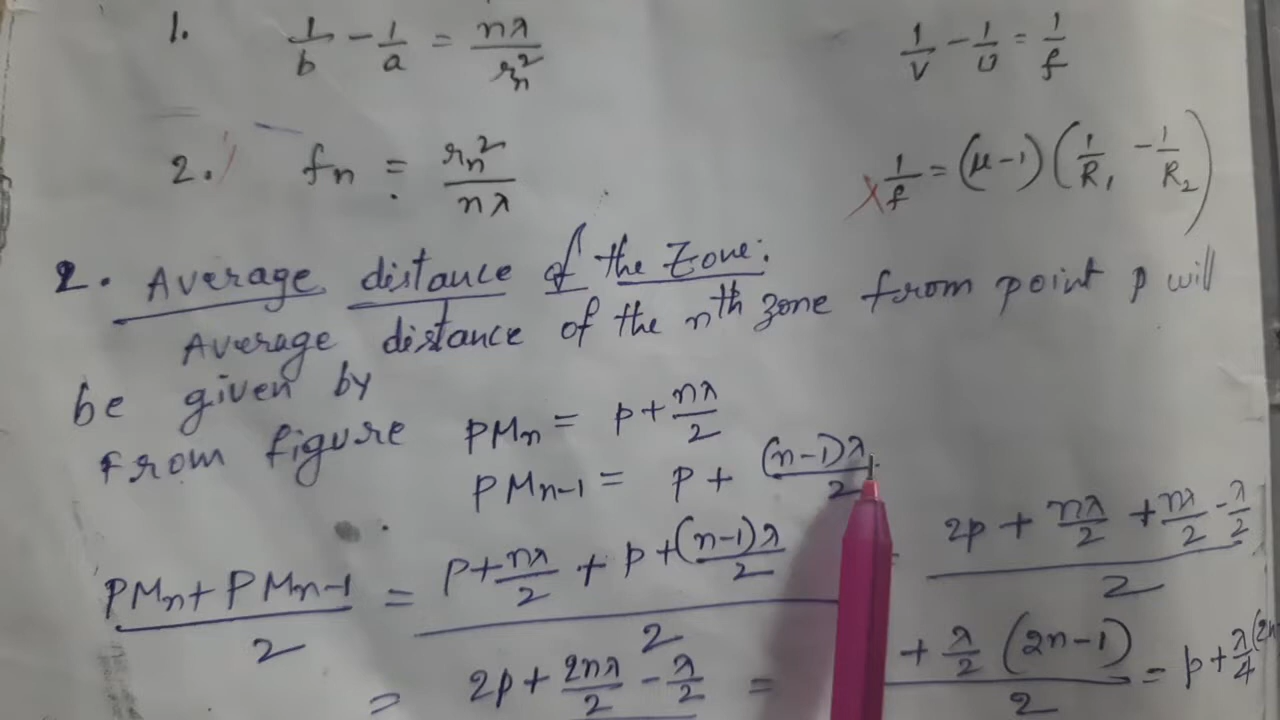 1. 1/b - 1/a = nλ/rn²
1/v - 1/u = 1/f
2. fn = rn²/nλ
× 1/f = (μ-1) (1/R1 - 1/R2)
2. Average distance of the Zone:
Average distance of the nth zone from point p will
be given by
From figure PMn = p + nλ/2
PMn-1 = p + (n-1)λ/2
PMn + PMn-1 / 2 = p + nλ/2 + p + (n-1)λ/2 / 2 = 2p + nλ/2 + nλ/2 - λ/2 / 2
= 2p + 2nλ/2 - λ/2 = + λ/2 (2n-1) / 2 = p + λ/4 (2n